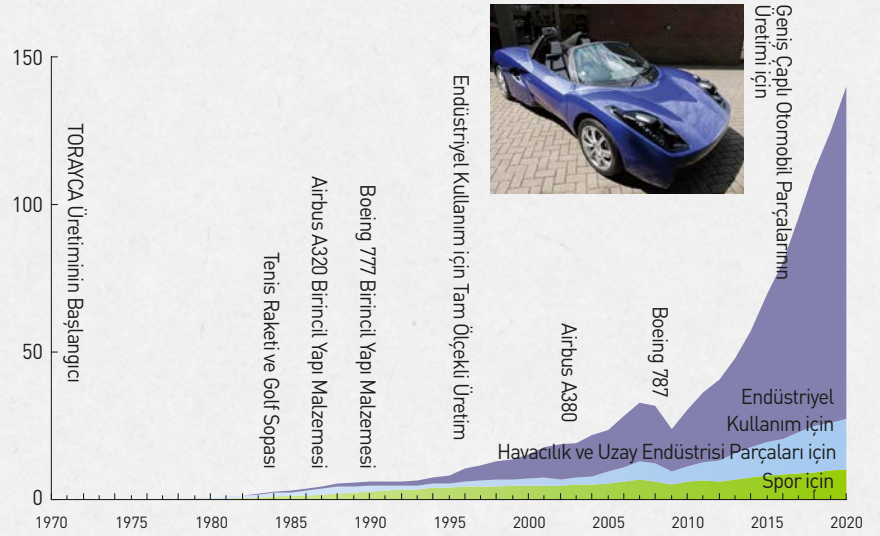 150
100
50
0
TORAYCA Üretiminin Başlangıcı
Tenis Raketi ve Golf Sopası
Airbus A320 Birincil Yapı Malzemesi
Boeing 777 Birincil Yapı Malzemesi
Endüstriyel Kullanım için Tam Ölçekli Üretim
Airbus A380
Boeing 787
Geniş Çaplı Otomobil Parçalarının
Üretimi için
Endüstriyel
Kullanım için
Havacılık ve Uzay Endüstrisi Parçaları için
Spor için
1970 1975 1980 1985 1990 1995 2000 2005 2010 2015 2020